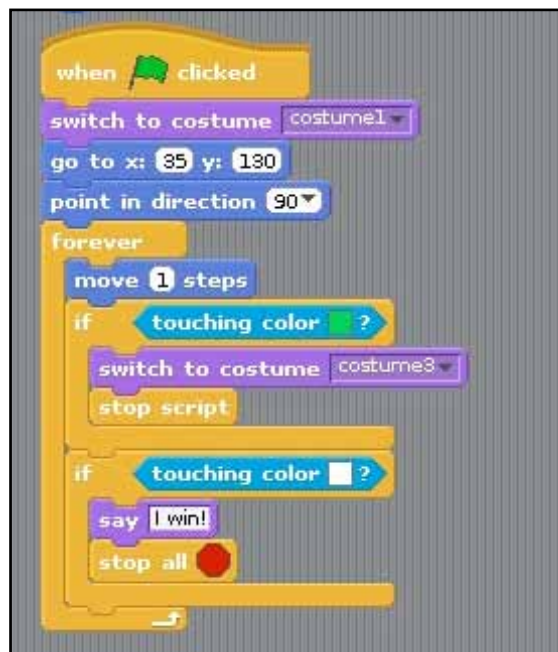 when clicked
switch to costume costume1
go to x: 35 y: 130
point in direction 90
forever
move 1 steps
if touching color ?
switch to costume costume3
stop script
if touching color ?
say I win!
stop all